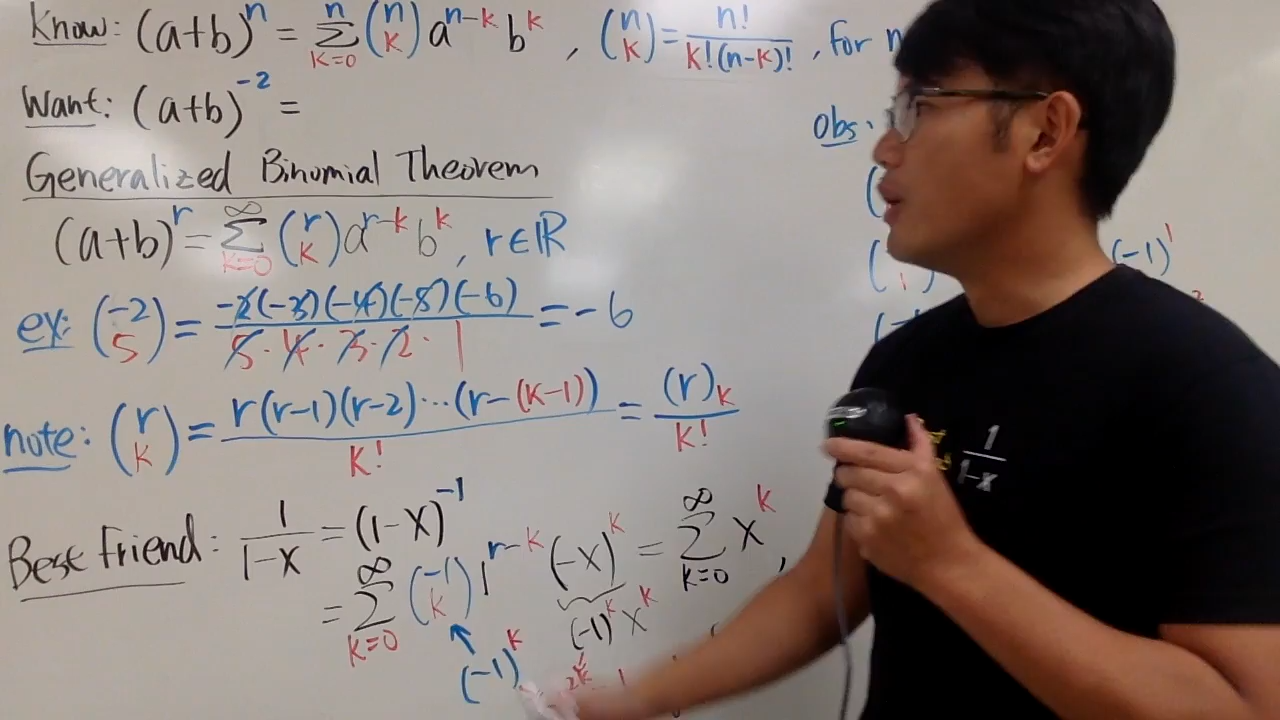 Know: (a+b)^n = Σ_{k=0}^{n} (n k) a^{n-k} b^k , (n k) = n!/(k!(n-k)!) , for n
Want: (a+b)^{-2} =
Obs.
Generalized Binomial Theorem
(a+b)^r = Σ_{k=0}^{∞} (r k) a^{r-k} b^k , r∈ℝ
(-1)^1
ex: (-2 5) = -2(-3)(-4)(-5)(-6)/(5·4·3·2·1) = -6
note: (r k) = r(r-1)(r-2)···(r-(k-1))/k! = (r)_k/k!
1/(1-x)
Best Friend: 1/(1-x) = (1-x)^{-1}
= Σ_{k=0}^{∞} (-1 k) 1^{r-k} (-x)^k = Σ_{k=0}^{∞} x^k ,
(-1)^k x^k
(-1)^k